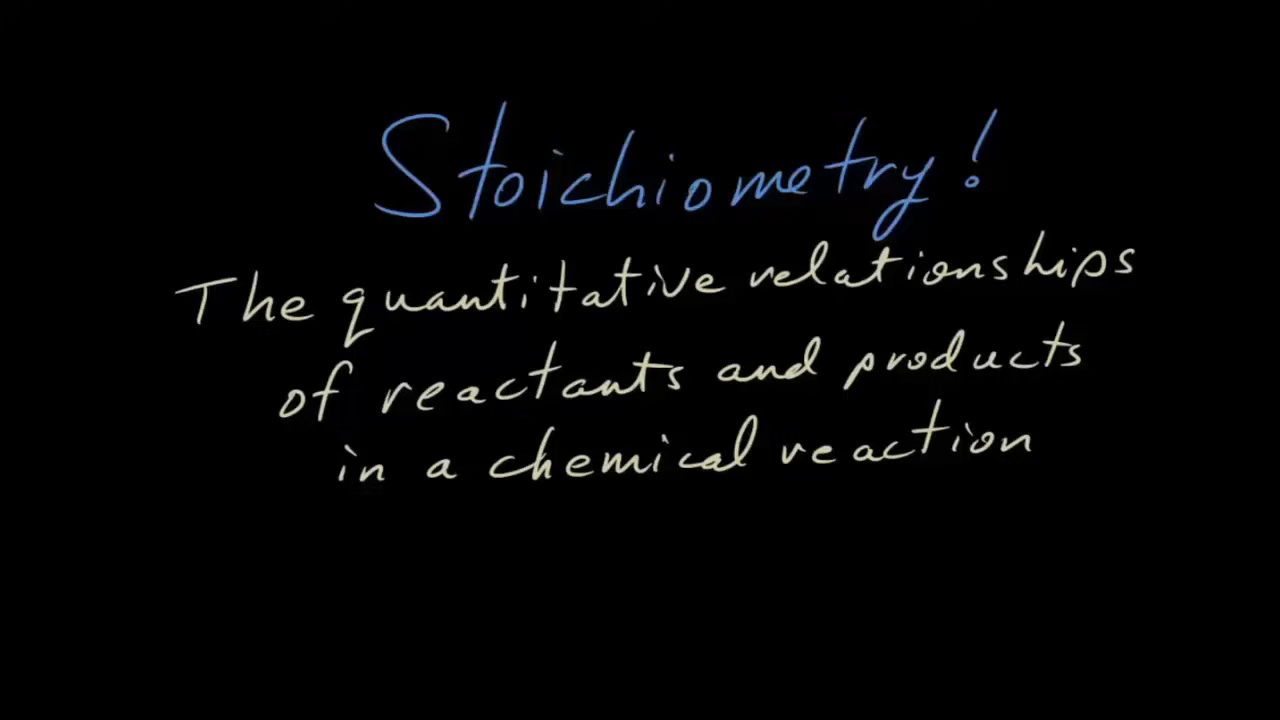 Stoichiometry!
The quantitative relationships
of reactants and products
in a chemical reaction